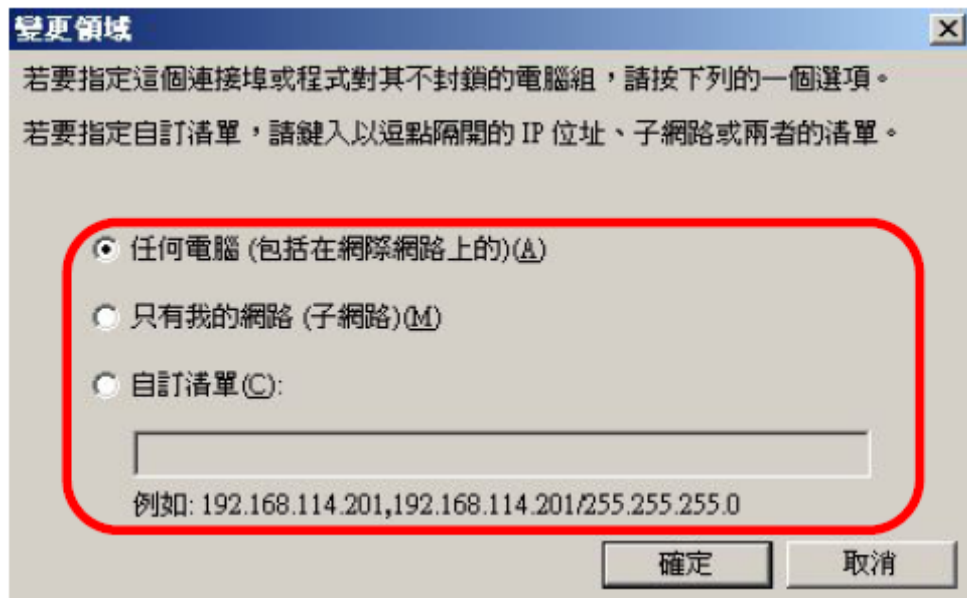 變更領域
若要指定這個連接埠或程式對其不封鎖的電腦組，請按下列的一個選項。
若要指定自訂清單，請鍵入以逗點隔開的 IP 位址、子網路或兩者的清單。
任何電腦 (包括在網際網路上的)(A)
只有我的網路 (子網路)(M)
自訂清單(C):
例如: 192.168.114.201,192.168.114.201/255.255.255.0
確定 取消